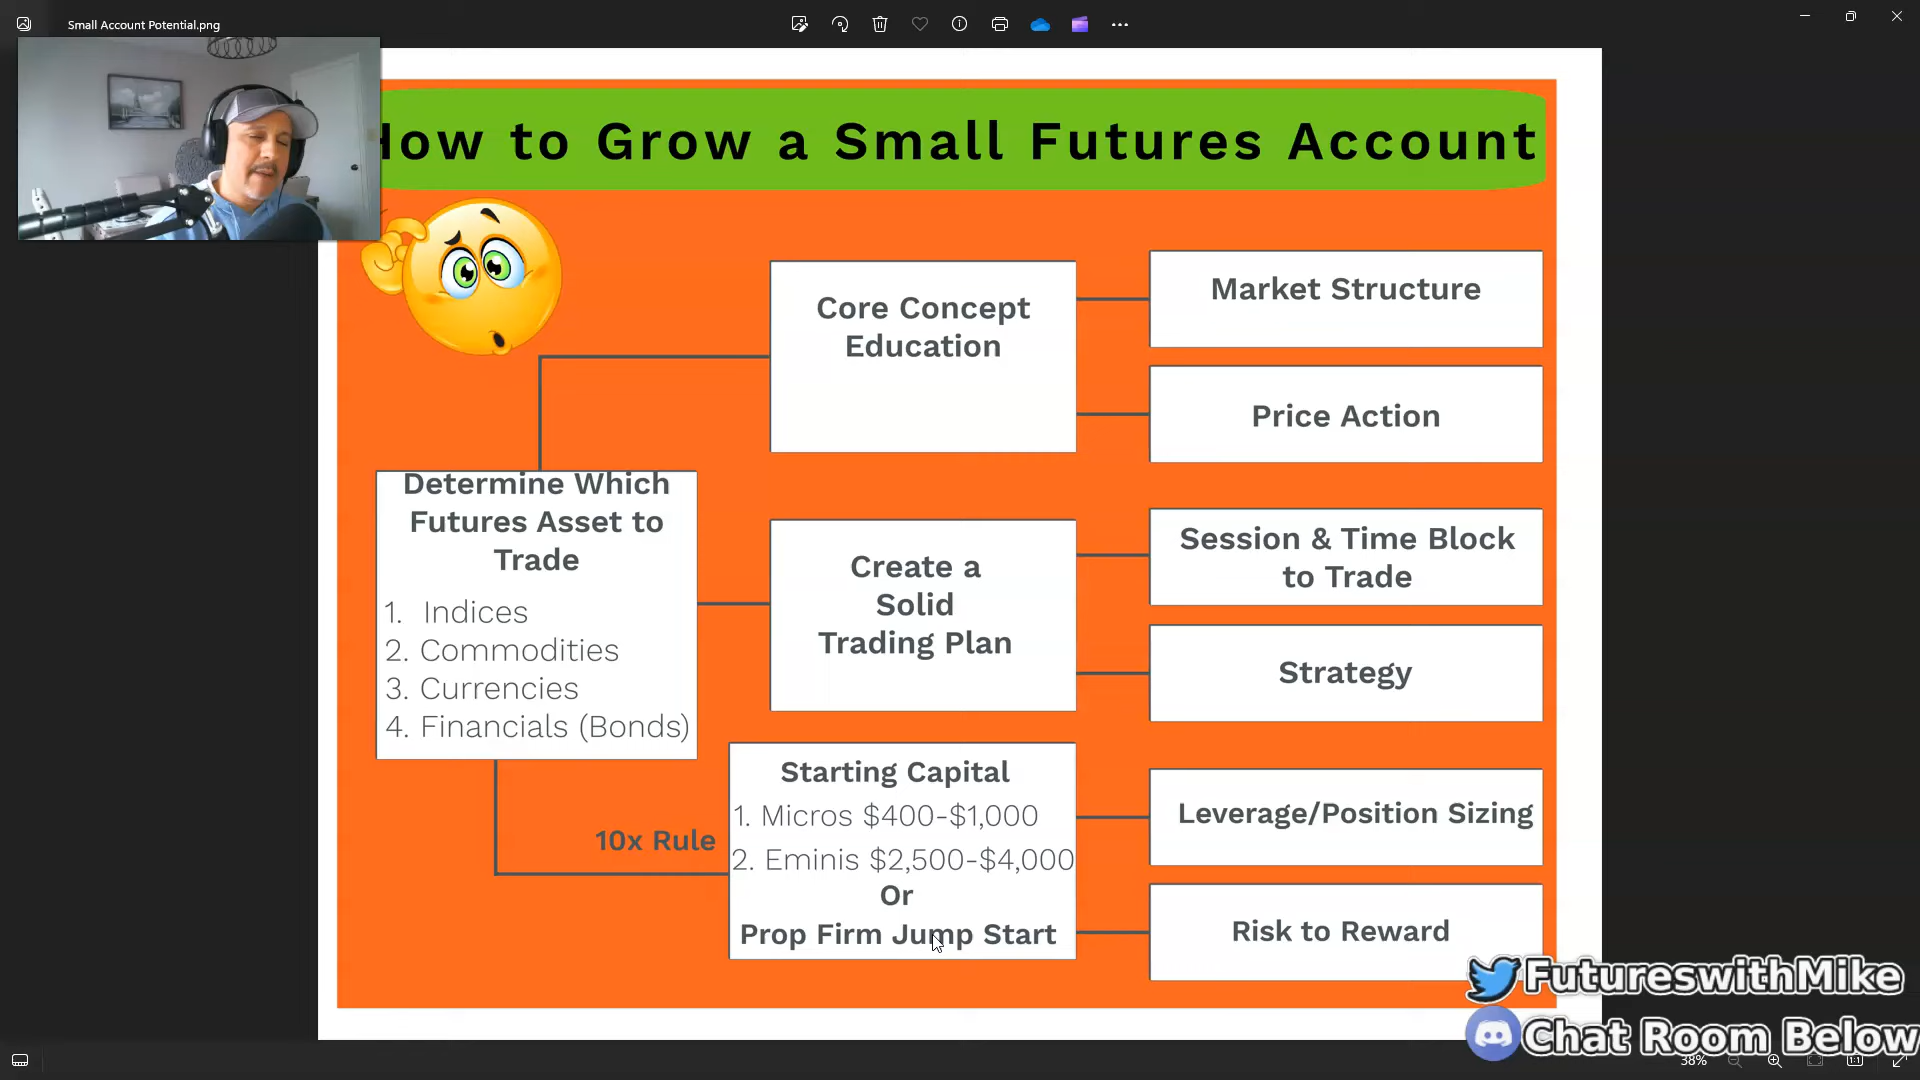 Small Account Potential.png
How to Grow a Small Futures Account
Core Concept
Education
Market Structure
Price Action
Determine Which
Futures Asset to
Trade
1. Indices
2. Commodities
3. Currencies
4. Financials (Bonds)
Create a
Solid
Trading Plan
Session & Time Block
to Trade
Strategy
10x Rule
Starting Capital
1. Micros $400-$1,000
2. Eminis $2,500-$4,000
Or
Prop Firm Jump Start
Leverage/Position Sizing
Risk to Reward
FutureswithMike
Chat Room Below
38%
1:1